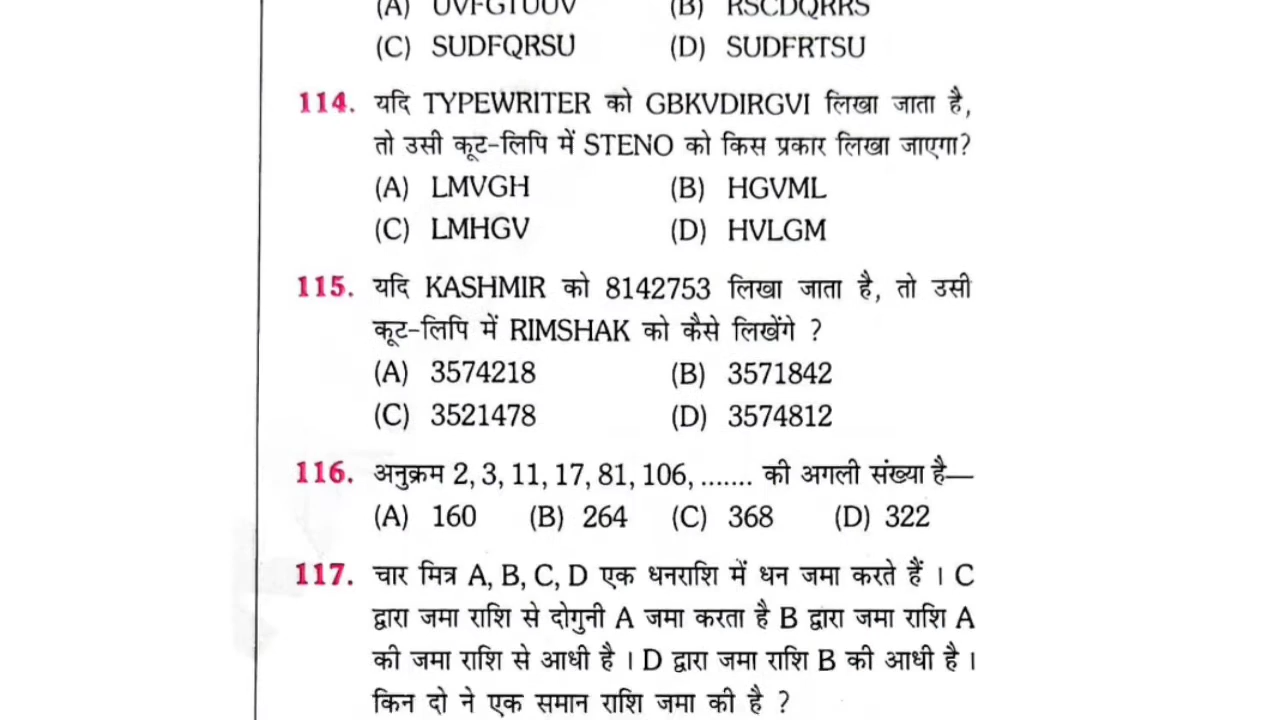 (A) UVFGTUUV (B) RSCDQRRS
(C) SUDFQRSU (D) SUDFRTSU
114. यदि TYPEWRITER को GBKVDIRGVI लिखा जाता है,
तो उसी कूट-लिपि में STENO को किस प्रकार लिखा जाएगा?
(A) LMVGH (B) HGVML
(C) LMHGV (D) HVLGM
115. यदि KASHMIR को 8142753 लिखा जाता है, तो उसी
कूट-लिपि में RIMSHAK को कैसे लिखेंगे ?
(A) 3574218 (B) 3571842
(C) 3521478 (D) 3574812
116. अनुक्रम 2, 3, 11, 17, 81, 106, ....... की अगली संख्या है—
(A) 160 (B) 264 (C) 368 (D) 322
117. चार मित्र A, B, C, D एक धनराशि में धन जमा करते हैं । C
द्वारा जमा राशि से दोगुनी A जमा करता है B द्वारा जमा राशि A
की जमा राशि से आधी है । D द्वारा जमा राशि B की आधी है ।
किन दो ने एक समान राशि जमा की है ?